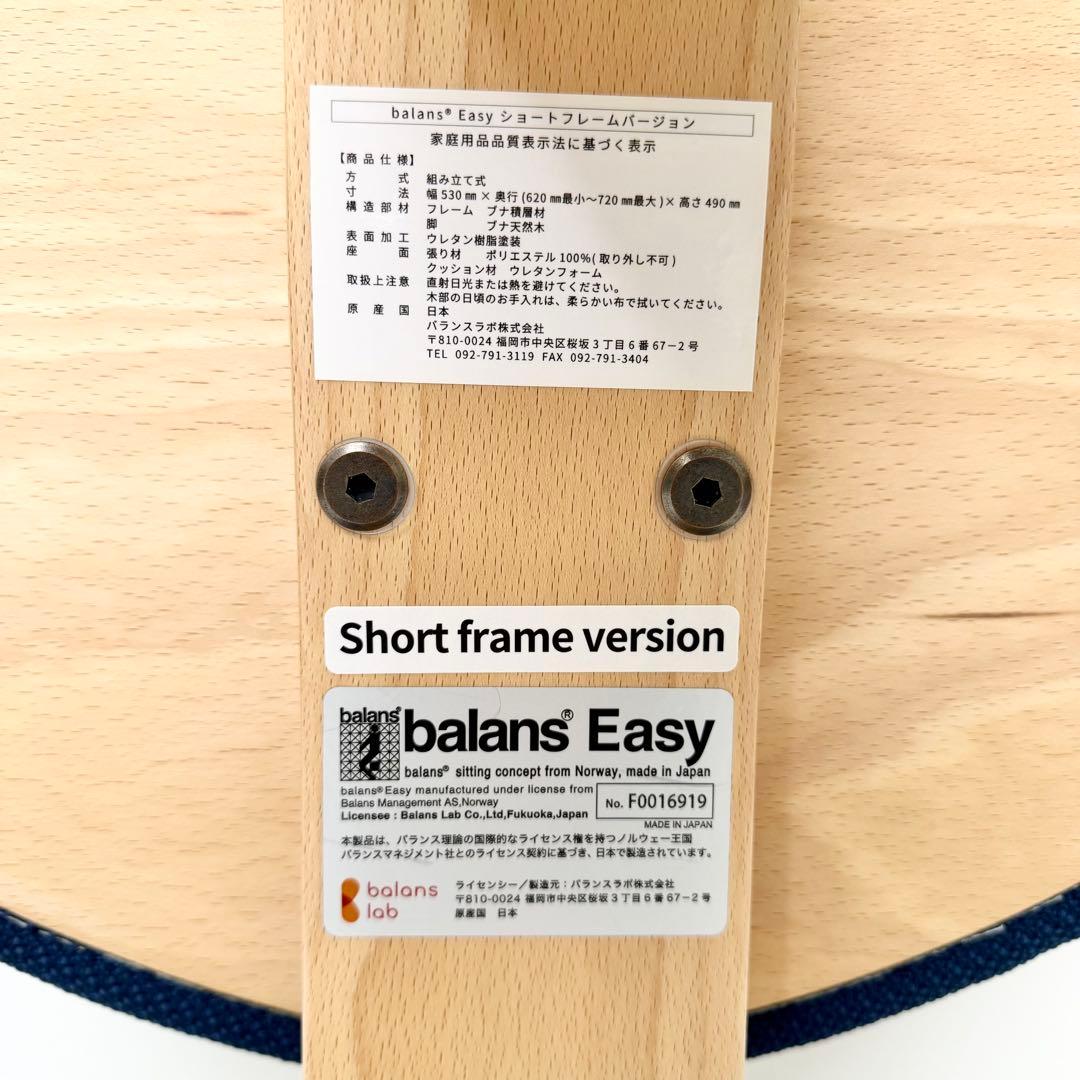 balans® Easy ショートフレームバージョン
家庭用品品質表示法に基づく表示
【商品仕様】
方 式 組み立て式
寸 法 幅 530 ㎜ × 奥行 (620 ㎜最小～720 ㎜最大 )× 高さ 490 ㎜
構造部材 フレーム ブナ積層材
脚 ブナ天然木
表面加工 ウレタン樹脂塗装
座 面 張り材 ポリエステル 100%( 取り外し不可 )
クッション材 ウレタンフォーム
取扱上注意 直射日光または熱を避けてください。
木部の日頃のお手入れは、柔らかい布で拭いてください。
原産国 日本
バランスラボ株式会社
〒810-0024 福岡市中央区桜坂 3 丁目 6 番 67－2 号
TEL 092-791-3119 FAX 092-791-3404
Short frame version
balans®
balans® Easy
balans® sitting concept from Norway, made in Japan
balans® Easy manufactured under license from
Balans Management AS,Norway
Licensee : Balans Lab Co.,Ltd,Fukuoka,Japan
No. F0016919
MADE IN JAPAN
本製品は、バランス理論の国際的なライセンス権を持つノルウェー王国
バランスマネジメント社とのライセンス契約に基づき、日本で製造されています。
balans
lab
ライセンシー／製造元：バランスラボ株式会社
〒810-0024 福岡市中央区桜坂 3 丁目 6 番 67－2 号
原産国 日本